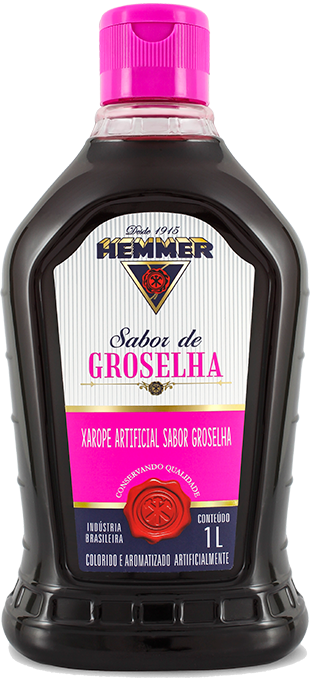 Desde 1915
HEMMER
Sabor de
GROSELHA
XAROPE ARTIFICIAL SABOR GROSELHA
CONSERVANDO QUALIDADE
INDÚSTRIA
BRASILEIRA
CONTEÚDO
1L
COLORIDO E AROMATIZADO ARTIFICIALMENTE